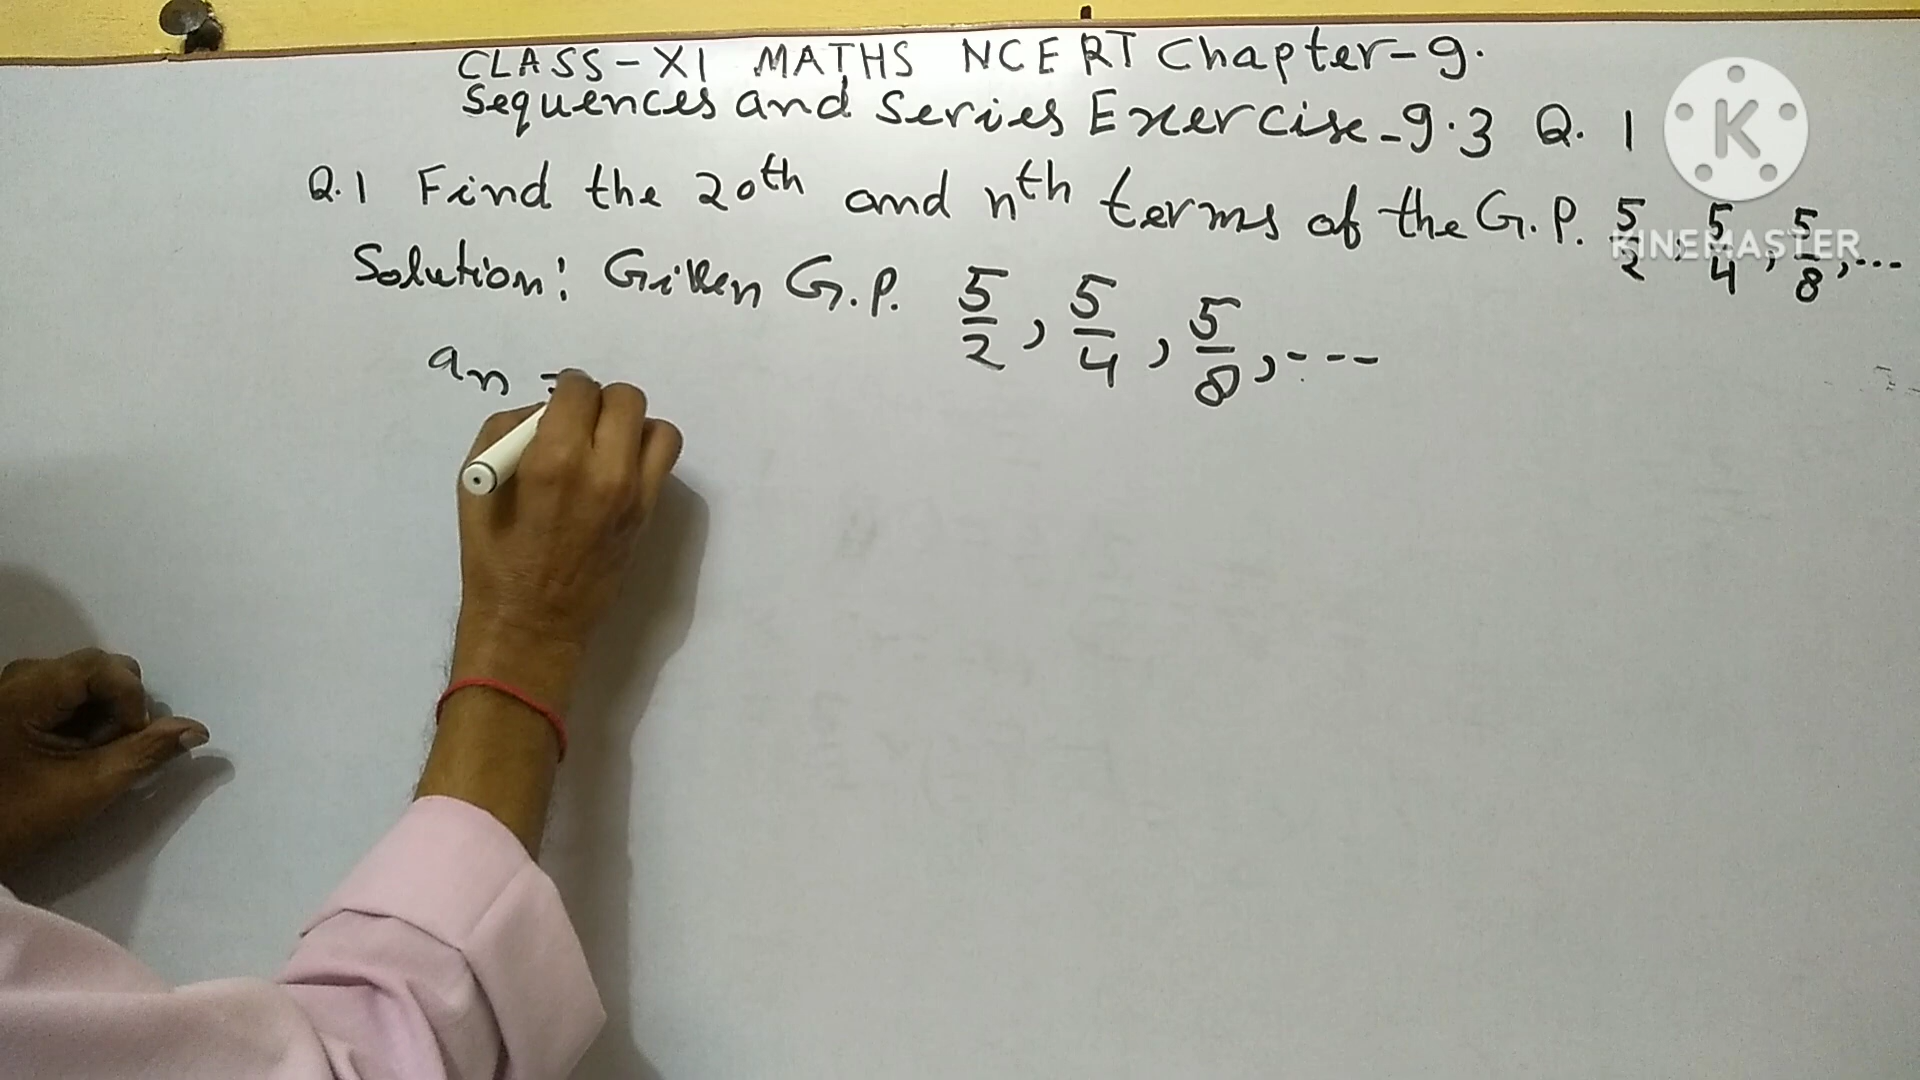 CLASS-XI MATHS NCERT Chapter-9.
Sequences and Series Exercise-9.3 Q. 1
Q.1 Find the 20th and nth terms of the G.P. 5/2, 5/4, 5/8, ...
Solution: Given G.P. 5/2, 5/4, 5/8, ---
an =
K
KINEMASTER